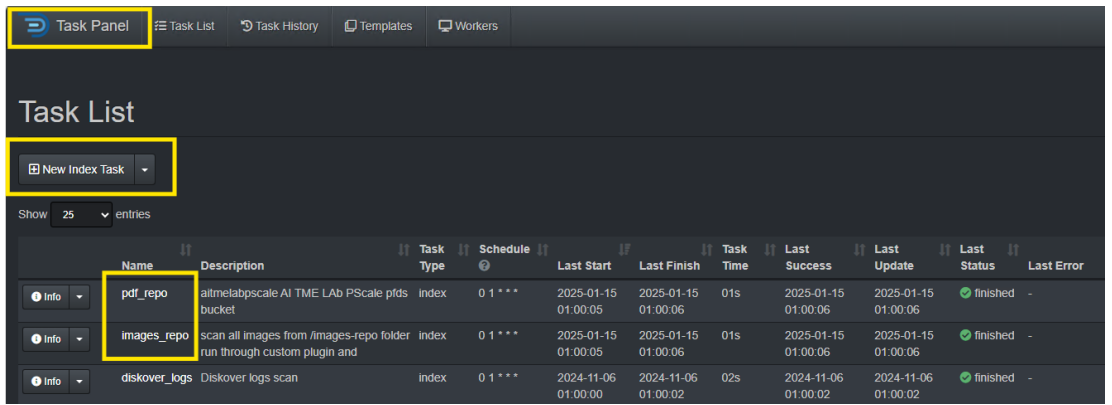 Task Panel Task List Task History Templates Workers
Task List
New Index Task
Show 25 entries
Name Description Task Type Schedule Last Start Last Finish Task Time Last Success Last Update Last Status Last Error
Info pdf_repo aitmelabpscale AI TME LAb PScale pfds bucket index 0 1 * * * 2025-01-15 01:00:05 2025-01-15 01:00:06 01s 2025-01-15 01:00:06 2025-01-15 01:00:06 finished -
Info images_repo scan all images from /images-repo folder run through custom plugin and index 0 1 * * * 2025-01-15 01:00:05 2025-01-15 01:00:06 01s 2025-01-15 01:00:06 2025-01-15 01:00:06 finished -
Info diskover_logs Diskover logs scan index 0 1 * * * 2024-11-06 01:00:00 2024-11-06 01:00:02 02s 2024-11-06 01:00:02 2024-11-06 01:00:02 finished -